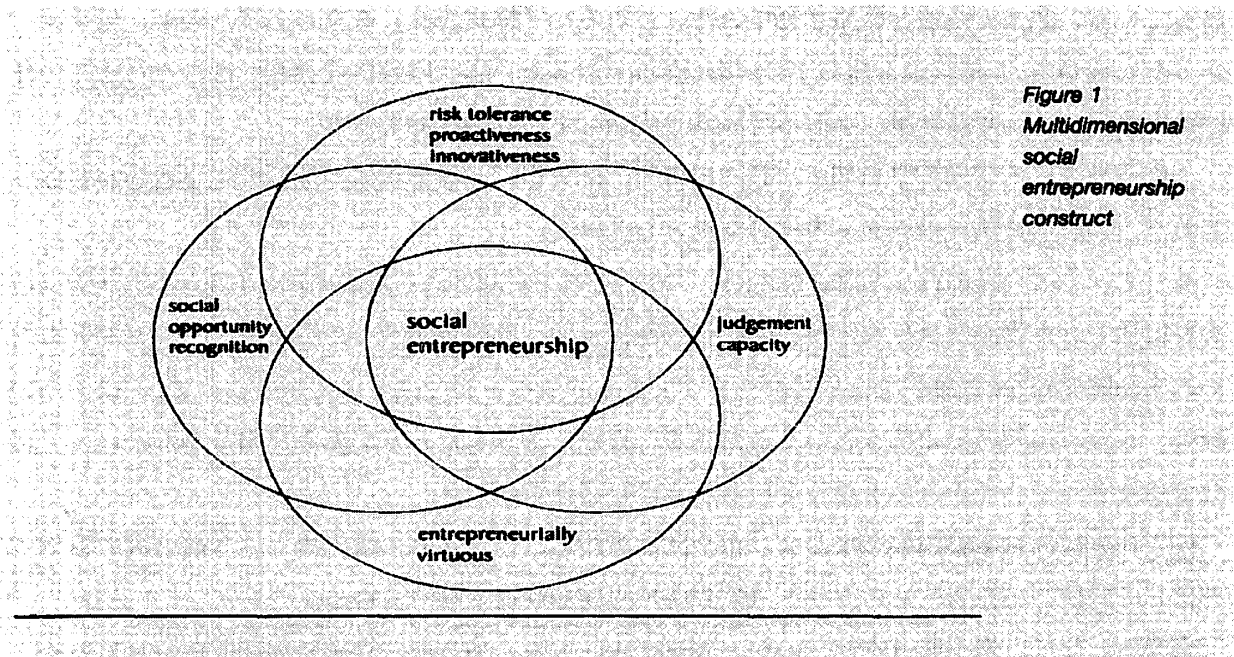 risk tolerance
proactiveness
innovativeness
social
opportunity
recognition
social
entrepreneurship
judgement
capacity
entrepreneurially
virtuous
Figure 1
Multidimensional
social
entrepreneurship
construct